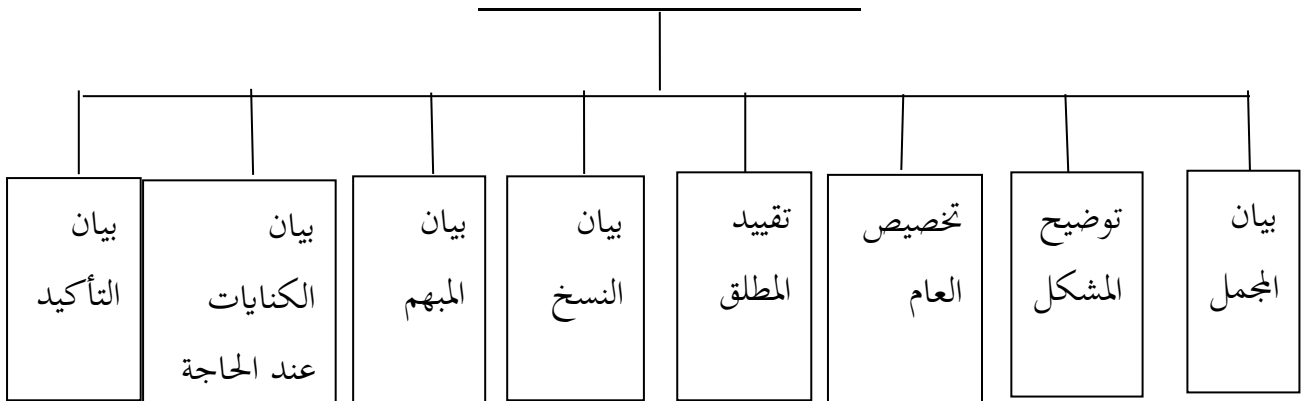 بيان
المجمل
توضيح
المشكل
تخصيص
العام
تقييد
المطلق
بيان
النسخ
بيان
المبهم
بيان
الكنايات
عند الحاجة
بيان
التأكيد